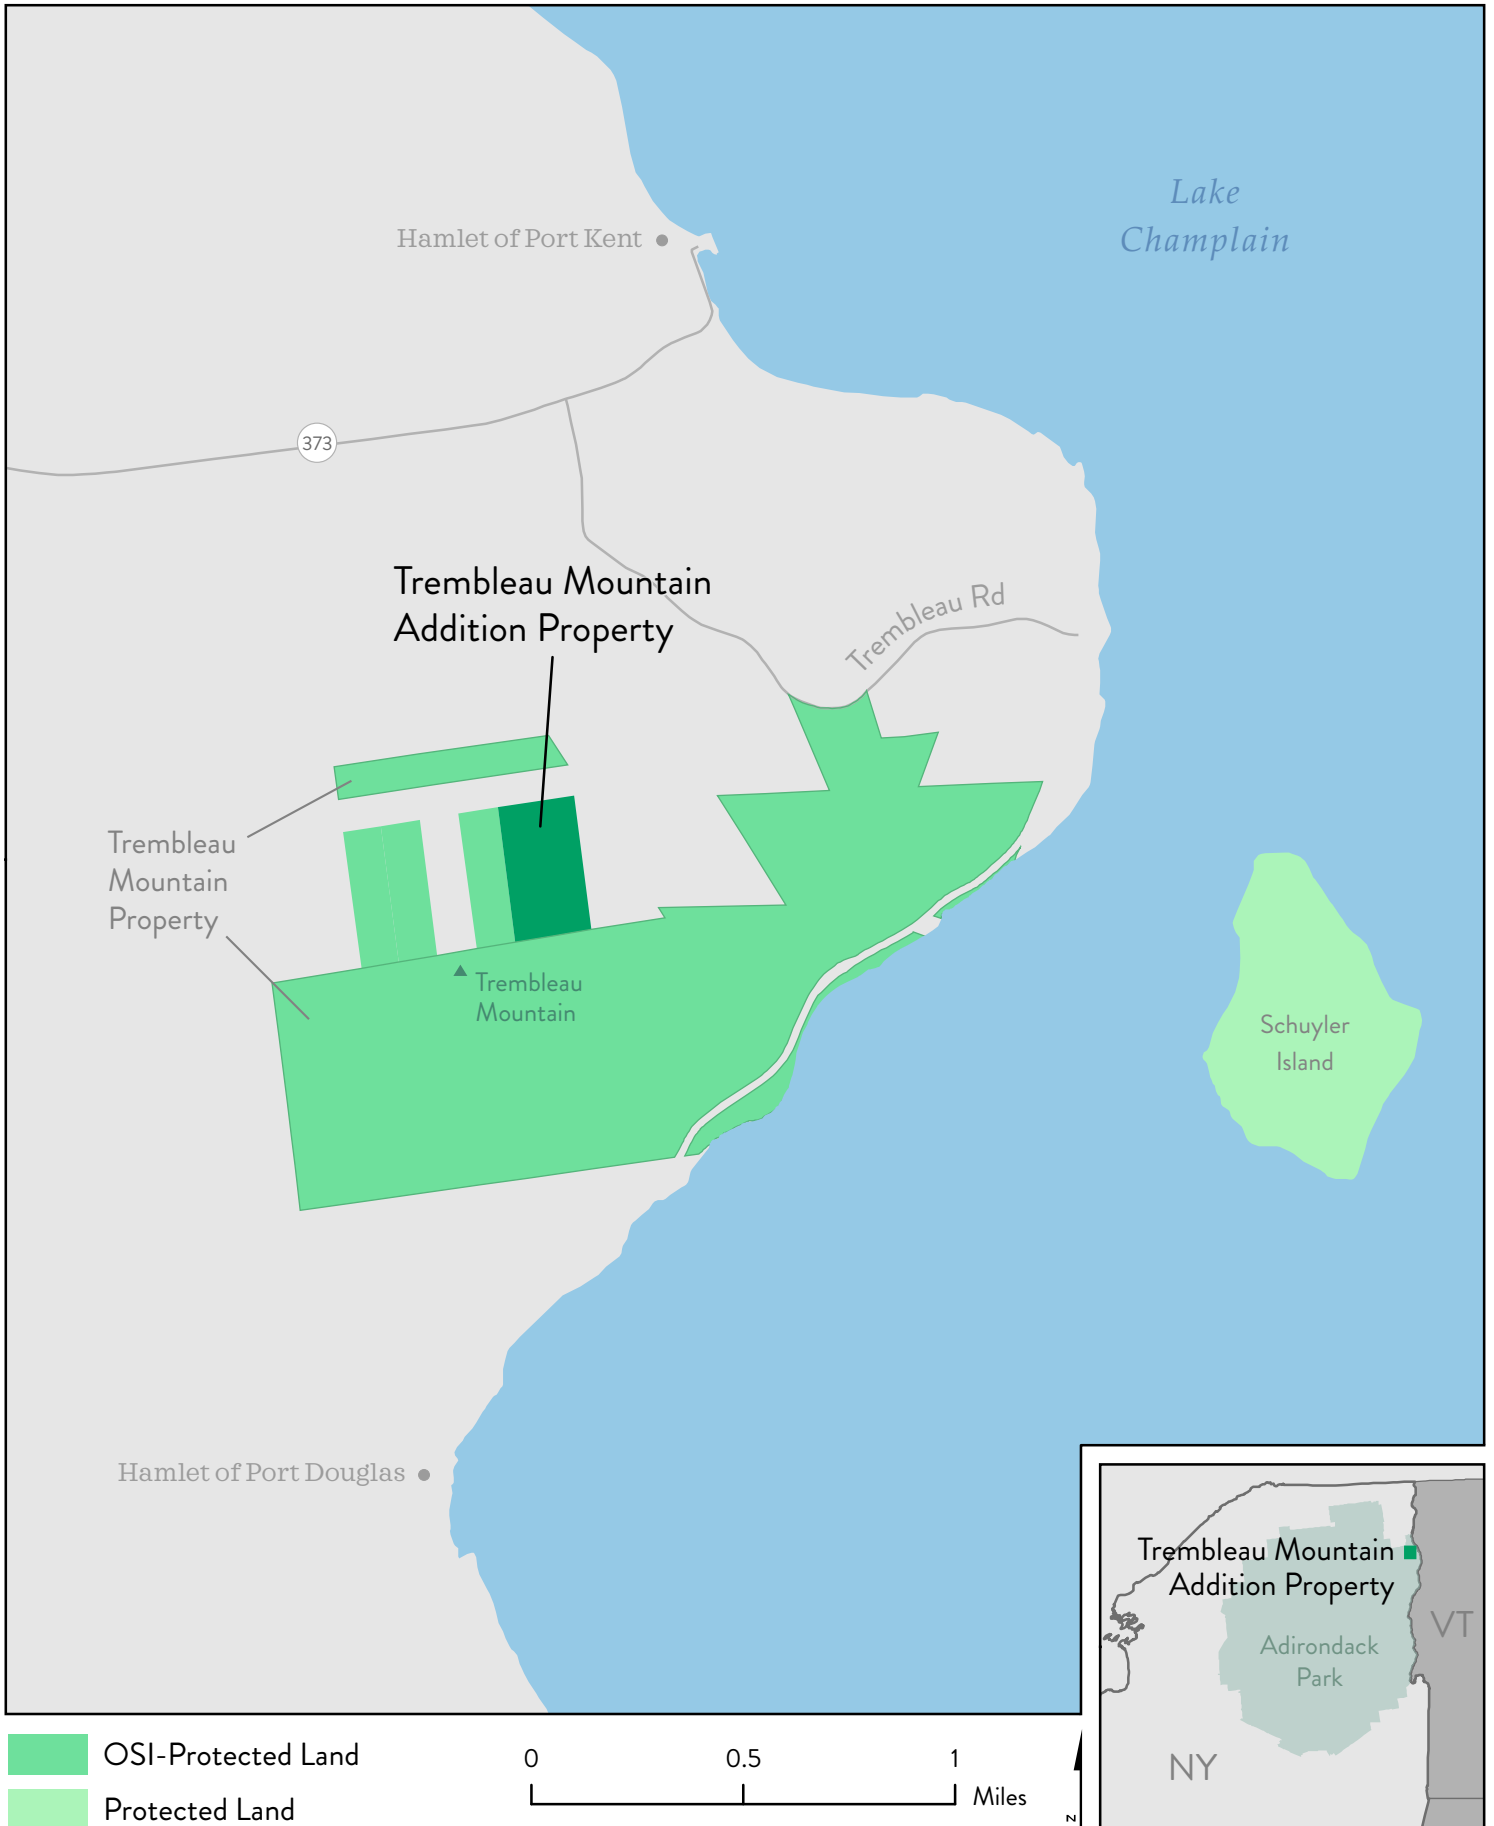 Lake
Champlain
Hamlet of Port Kent
373
Trembleau Mountain
Addition Property
Trembleau Rd
Trembleau
Mountain
Property
Trembleau
Mountain
Schuyler
Island
Hamlet of Port Douglas
Trembleau Mountain
Addition Property
VT
Adirondack
Park
NY
OSI-Protected Land
Protected Land
0 0.5 1
Miles
N